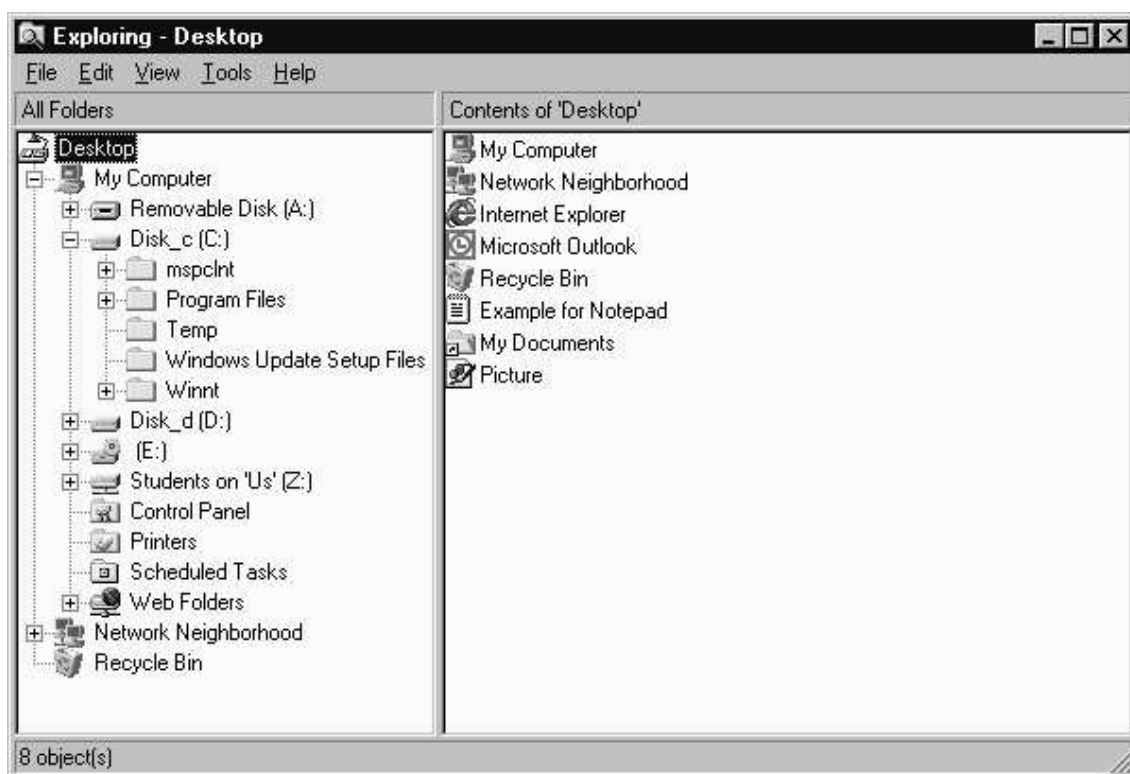 Exploring - Desktop
File Edit View Tools Help
All Folders
Contents of 'Desktop'
Desktop
My Computer
Removable Disk (A:)
Disk_c (C:)
mspclnt
Program Files
Temp
Windows Update Setup Files
Winnt
Disk_d (D:)
(E:)
Students on 'Us' (Z:)
Control Panel
Printers
Scheduled Tasks
Web Folders
Network Neighborhood
Recycle Bin
My Computer
Network Neighborhood
Internet Explorer
Microsoft Outlook
Recycle Bin
Example for Notepad
My Documents
Picture
8 object(s)